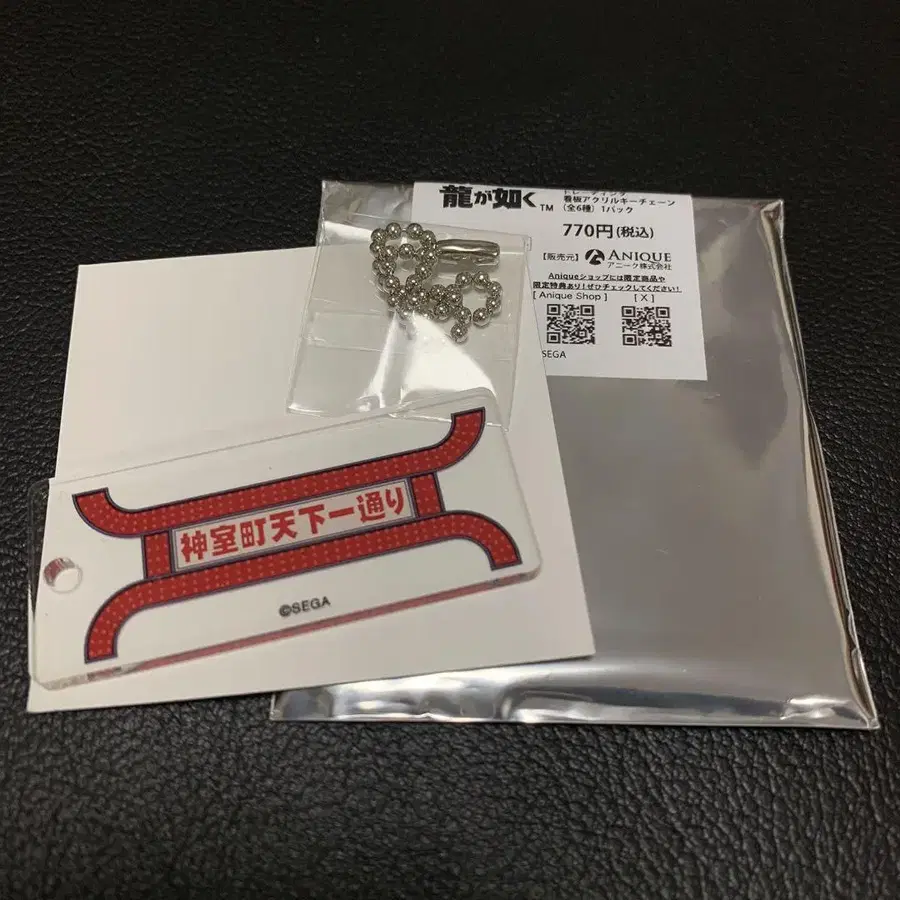 龍が如く™
トレーディング
看板アクリルキーチェーン
(全6種) 1パック
770円(税込)
【販売元】 ANIQUE
アニーク株式会社
Aniqueショップには限定商品や
限定特典あり!ぜひチェックしてください!
[ Anique Shop ] [ X ]
SEGA
神室町天下一通り
©SEGA